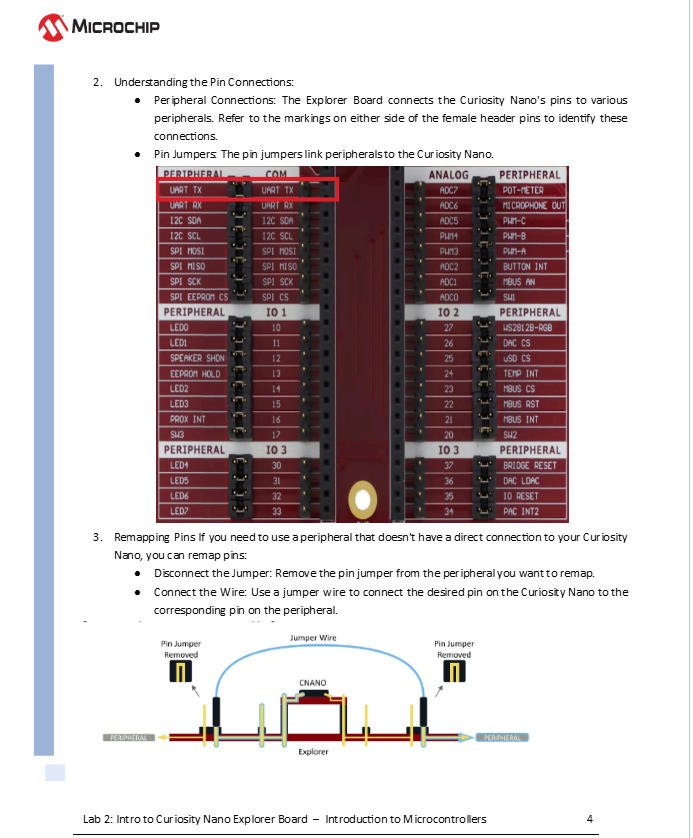 MICROCHIP
2. Understanding the Pin Connections:
• Peripheral Connections: The Explorer Board connects the Curiosity Nano's pins to various
peripherals. Refer to the markings on either side of the female header pins to identify these
connections.
• Pin Jumpers: The pin jumpers link peripherals to the Curiosity Nano.
PERIPHERAL COM ANALOG PERIPHERAL
UART TX UART TX ADC7 POT-METER
UART RX UART RX ADC6 MICROPHONE OUT
I2C SDA I2C SDA ADC5 PWM-C
I2C SCL I2C SCL PWM4 PWM-B
SPI MOSI SPI MOSI PWM3 PWM-A
SPI MISO SPI MISO ADC2 BUTTON INT
SPI SCK SPI SCK ADC1 MBUS AN
SPI EEPROM CS SPI CS ADC0 SW1
PERIPHERAL IO 1 IO 2 PERIPHERAL
LED0 10 27 WS2812B-RGB
LED1 11 26 DAC CS
SPEAKER SHDN 12 25 uSD CS
EEPROM HOLD 13 24 TEMP INT
LED2 14 23 MBUS CS
LED3 15 22 MBUS RST
PROX INT 16 21 MBUS INT
SW3 17 20 SW2
PERIPHERAL IO 3 IO 3 PERIPHERAL
LED4 30 37 BRIDGE RESET
LED5 31 36 DAC LDAC
LED6 32 35 IO RESET
LED7 33 34 PAC INT2
3. Remapping Pins If you need to use a peripheral that doesn't have a direct connection to your Curiosity
Nano, you can remap pins:
• Disconnect the Jumper: Remove the pin jumper from the peripheral you want to remap.
• Connect the Wire: Use a jumper wire to connect the desired pin on the Curiosity Nano to the
corresponding pin on the peripheral.
Jumper Wire
Pin Jumper
Removed
Pin Jumper
Removed
CNANO
PERIPHERAL
PERIPHERAL
Explorer
Lab 2: Intro to Curiosity Nano Explorer Board – Introduction to Microcontrollers 4